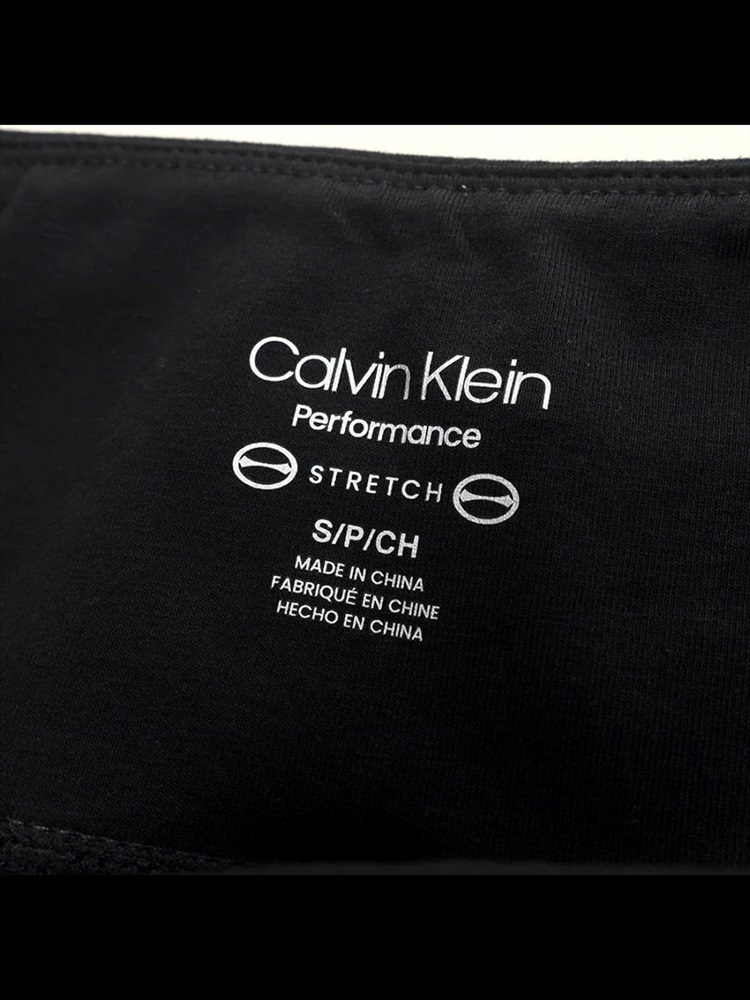 Calvin Klein
Performance
STRETCH
S/P/CH
MADE IN CHINA
FABRIQUÉ EN CHINE
HECHO EN CHINA